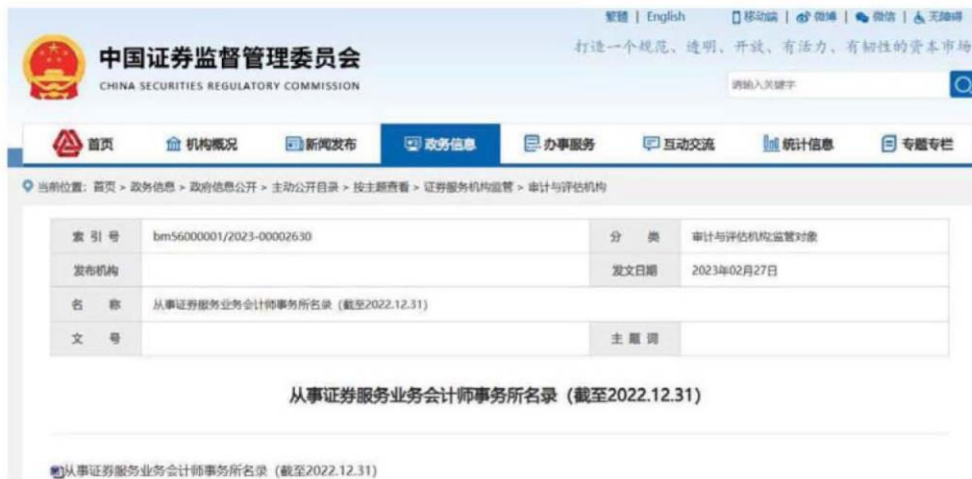 繁體 | English 移动端 | 微博 | 微信 | 无障碍
中国证券监督管理委员会
CHINA SECURITIES REGULATORY COMMISSION
打造一个规范、透明、开放、有活力、有韧性的资本市场
请输入关键字
首页 机构概况 新闻发布 政务信息 办事服务 互动交流 统计信息 专题专栏
当前位置：首页 > 政务信息 > 政府信息公开 > 主动公开目录 > 按主题查看 > 证券服务机构监管 > 审计与评估机构
索 引 号 bm56000001/2023-00002630 分 类 审计与评估机构;监管对象
发布机构 发文日期 2023年02月27日
名 称 从事证券服务业务会计师事务所名录（截至2022.12.31）
文 号 主 题 词
从事证券服务业务会计师事务所名录（截至2022.12.31）
从事证券服务业务会计师事务所名录（截至2022.12.31）